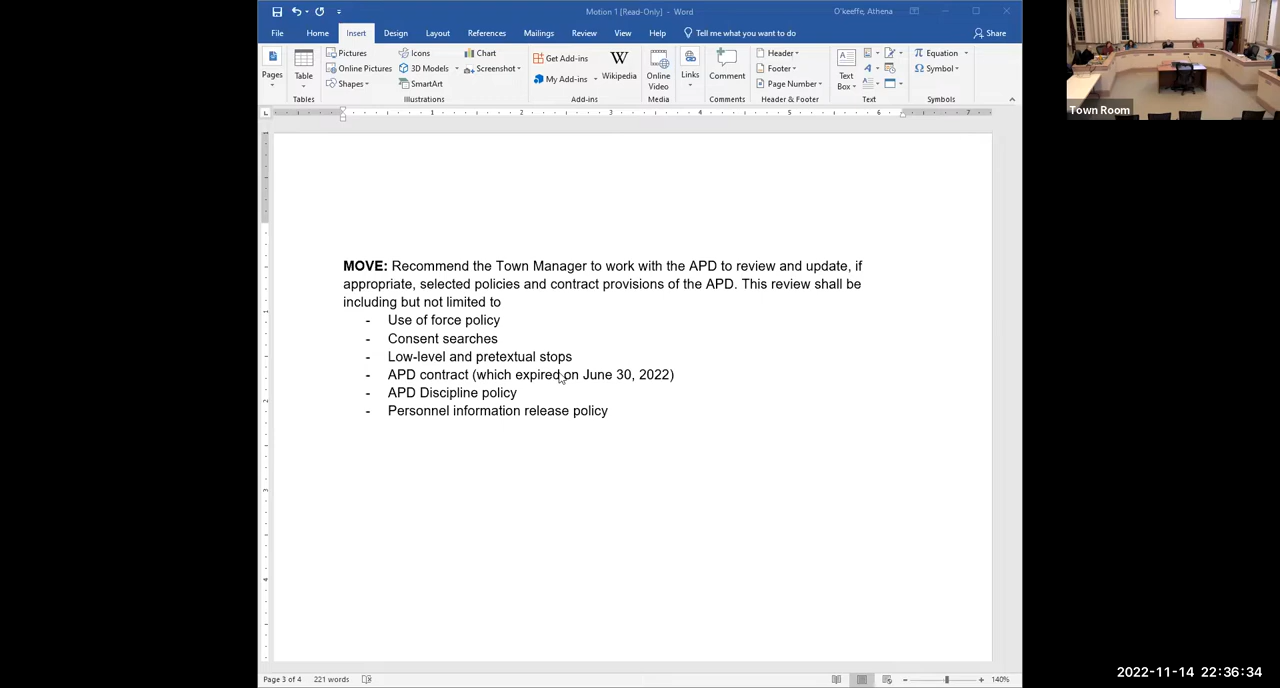 Motion 1 [Read-Only] - Word
O'keeffe, Athena
File Home Insert Design Layout References Mailings Review View Help Tell me what you want to do Share
Pages
Table
Tables
Pictures
Online Pictures
Shapes
Icons
3D Models
SmartArt
Chart
Screenshot
Illustrations
Get Add-ins
My Add-ins
W
Wikipedia
Add-ins
Online
Video
Media
Links
Comment
Comments
Header
Footer
Page Number
Header & Footer
A
Text
Box
Text
Equation
Symbol
Symbols
L
1 2 3 4 5 6 7
MOVE: Recommend the Town Manager to work with the APD to review and update, if
appropriate, selected policies and contract provisions of the APD. This review shall be
including but not limited to
- Use of force policy
- Consent searches
- Low-level and pretextual stops
- APD contract (which expired on June 30, 2022)
- APD Discipline policy
- Personnel information release policy
Page 3 of 4 221 words
140%
Town Room
2022-11-14 22:36:34